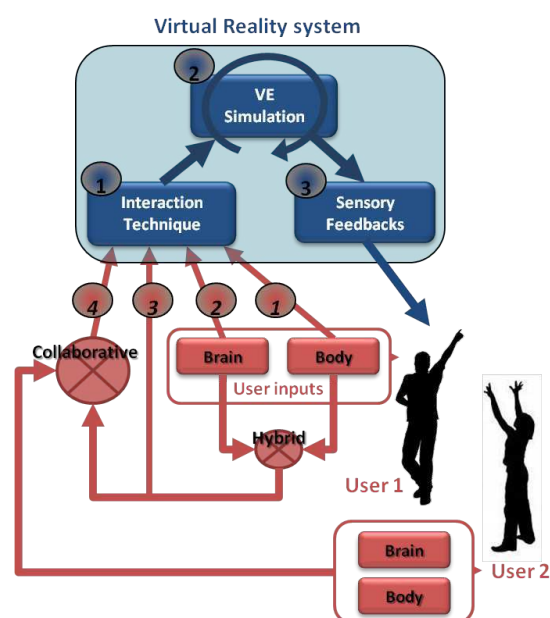 Virtual Reality system
2
VE
Simulation
1
Interaction
Technique
3
Sensory
Feedbacks
4
3
2
1
Collaborative
Brain
Body
User inputs
Hybrid
User 1
Brain
Body
User 2